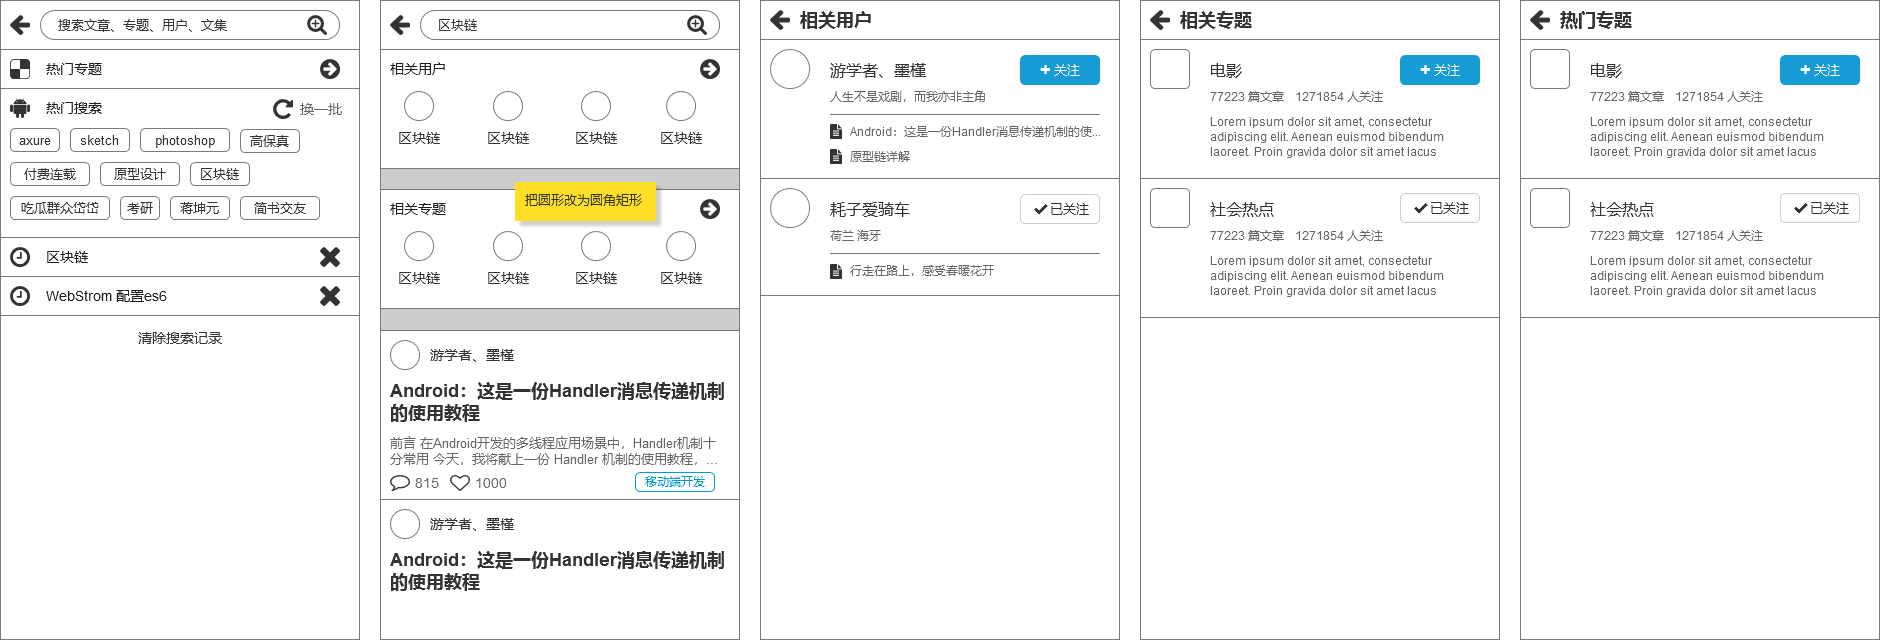 搜索文章、专题、用户、文集
热门专题
热门搜索
换一批
axure
sketch
photoshop
高保真
付费连载
原型设计
区块链
吃瓜群众岱岱
考研
蒋坤元
简书交友
区块链
WebStrom 配置es6
清除搜索记录
区块链
相关用户
区块链
区块链
区块链
区块链
把圆形改为圆角矩形
相关专题
区块链
区块链
区块链
区块链
游学者、墨槿
Android：这是一份Handler消息传递机制
的使用教程
前言 在Android开发的多线程应用场景中，Handler机制十
分常用 今天，我将献上一份 Handler 机制的使用教程，...
815
1000
移动端开发
游学者、墨槿
Android：这是一份Handler消息传递机制
的使用教程
相关用户
游学者、墨槿
关注
人生不是戏剧，而我亦非主角
Android：这是一份Handler消息传递机制的使...
原型链详解
耗子爱骑车
已关注
荷兰 海牙
行走在路上，感受春暖花开
相关专题
电影
关注
77223 篇文章 1271854 人关注
Lorem ipsum dolor sit amet, consectetur
adipiscing elit. Aenean euismod bibendum
laoreet. Proin gravida dolor sit amet lacus
社会热点
已关注
77223 篇文章 1271854 人关注
Lorem ipsum dolor sit amet, consectetur
adipiscing elit. Aenean euismod bibendum
laoreet. Proin gravida dolor sit amet lacus
热门专题
电影
关注
77223 篇文章 1271854 人关注
Lorem ipsum dolor sit amet, consectetur
adipiscing elit. Aenean euismod bibendum
laoreet. Proin gravida dolor sit amet lacus
社会热点
已关注
77223 篇文章 1271854 人关注
Lorem ipsum dolor sit amet, consectetur
adipiscing elit. Aenean euismod bibendum
laoreet. Proin gravida dolor sit amet lacus